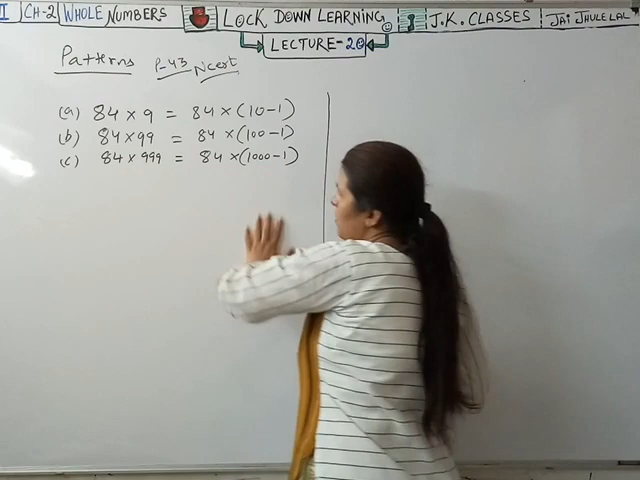 II CH-2 WHOLE NUMBERS LOCK DOWN LEARNING J.K. CLASSES JAI JHULELAL
LECTURE-20
Patterns P-43 Ncert
(a) 84 × 9 = 84 × (10-1)
(b) 84 × 99 = 84 × (100-1)
(c) 84 × 999 = 84 × (1000-1)